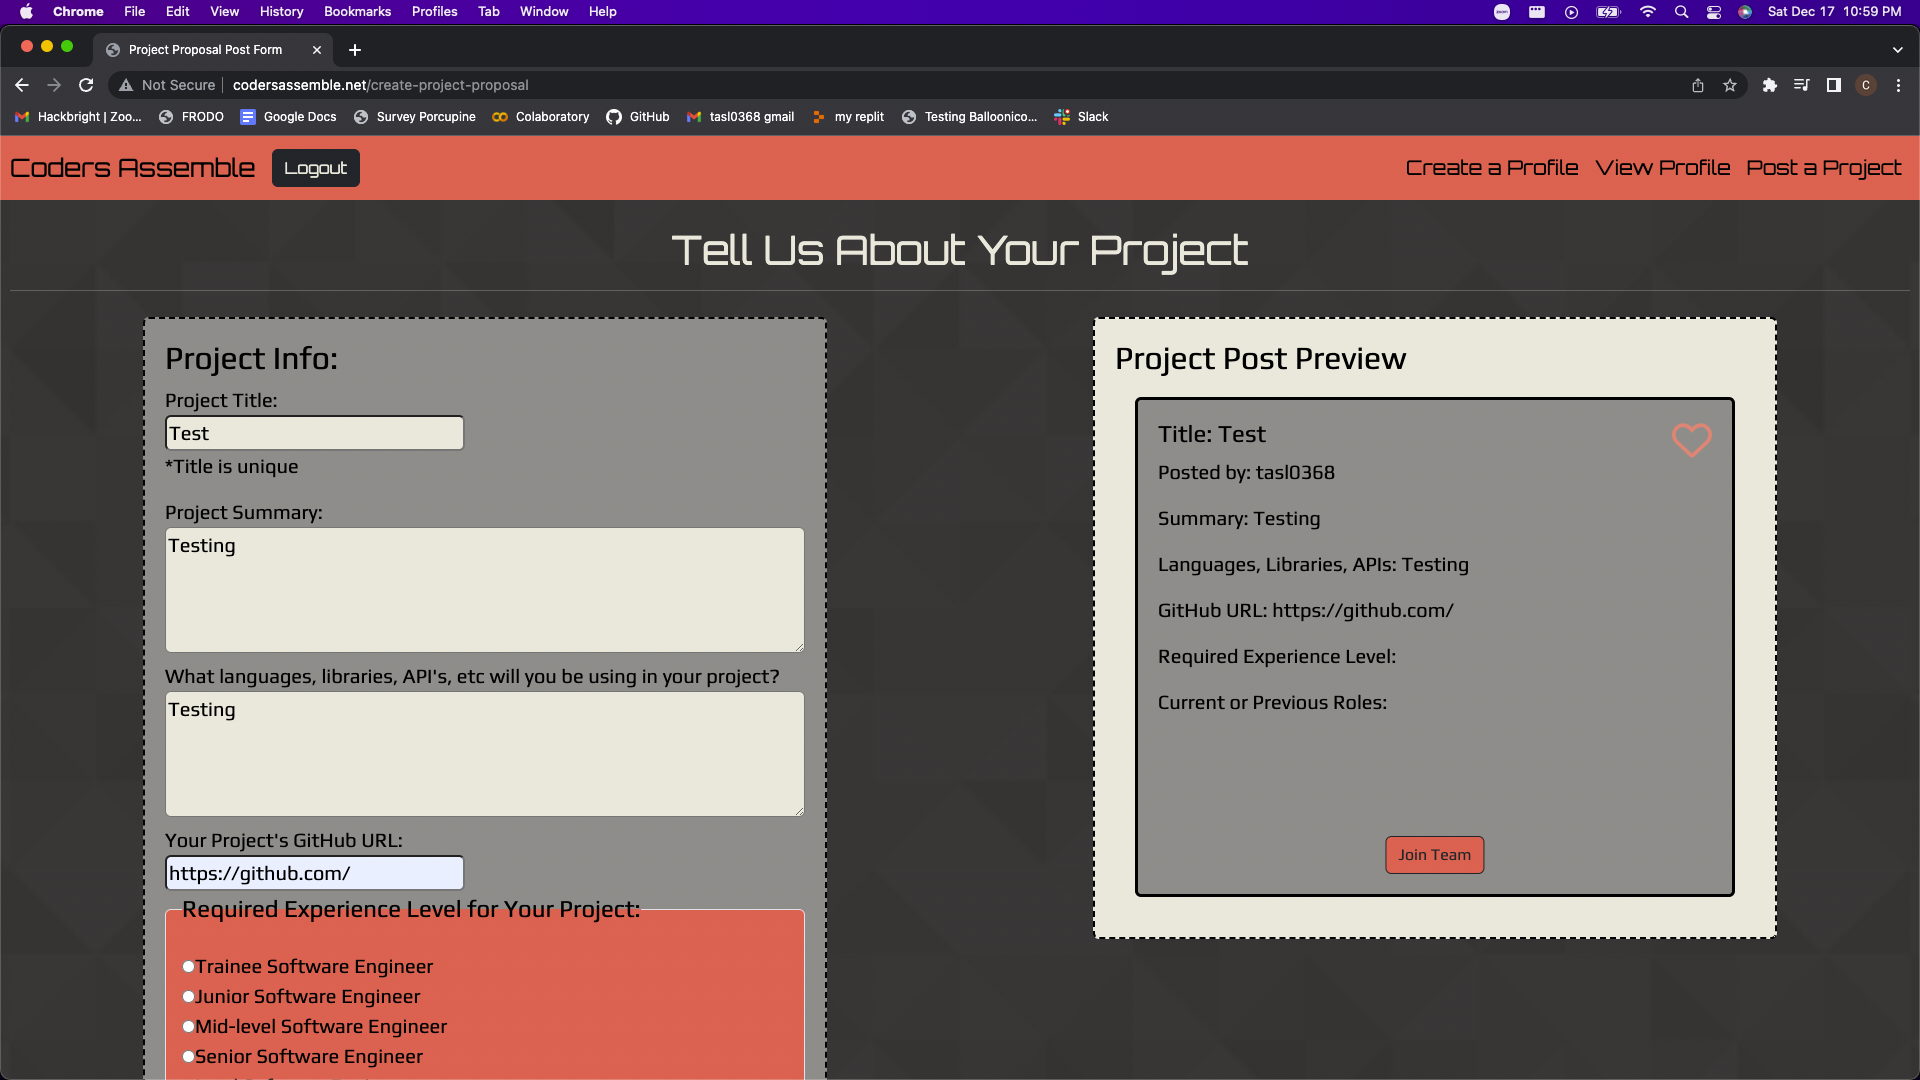 Chrome File Edit View History Bookmarks Profiles Tab Window Help
zoom
Sat Dec 17 10:59 PM
Project Proposal Post Form
Not Secure codersassemble.net/create-project-proposal
C
Hackbright | Zoo... FRODO Google Docs Survey Porcupine Colaboratory GitHub tasl0368 gmail my replit Testing Balloonico... Slack
Coders Assemble Logout Create a Profile View Profile Post a Project
Tell Us About Your Project
Project Info:
Project Title:
Test
*Title is unique
Project Summary:
Testing
What languages, libraries, API's, etc will you be using in your project?
Testing
Your Project's GitHub URL:
https://github.com/
Required Experience Level for Your Project:
Trainee Software Engineer
Junior Software Engineer
Mid-level Software Engineer
Senior Software Engineer
Project Post Preview
Title: Test
Posted by: tasl0368
Summary: Testing
Languages, Libraries, APIs: Testing
GitHub URL: https://github.com/
Required Experience Level:
Current or Previous Roles:
Join Team